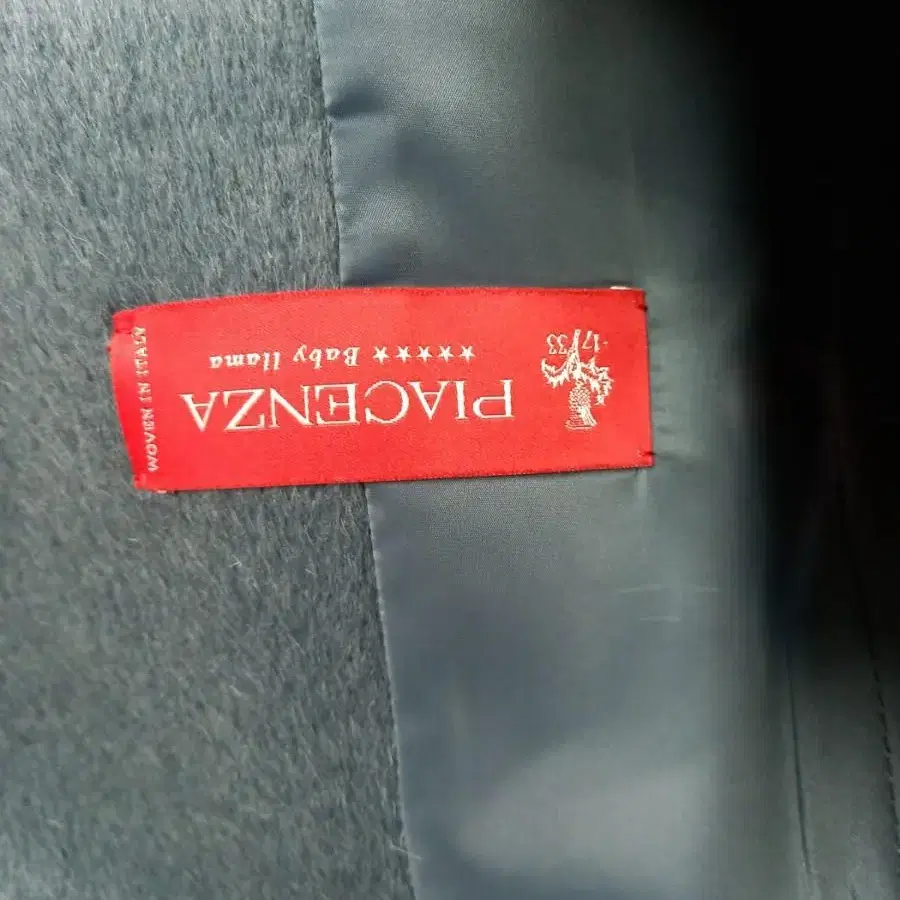 -17/33
PIACENZA
★★★★★ Baby llama
WOVEN IN ITALY